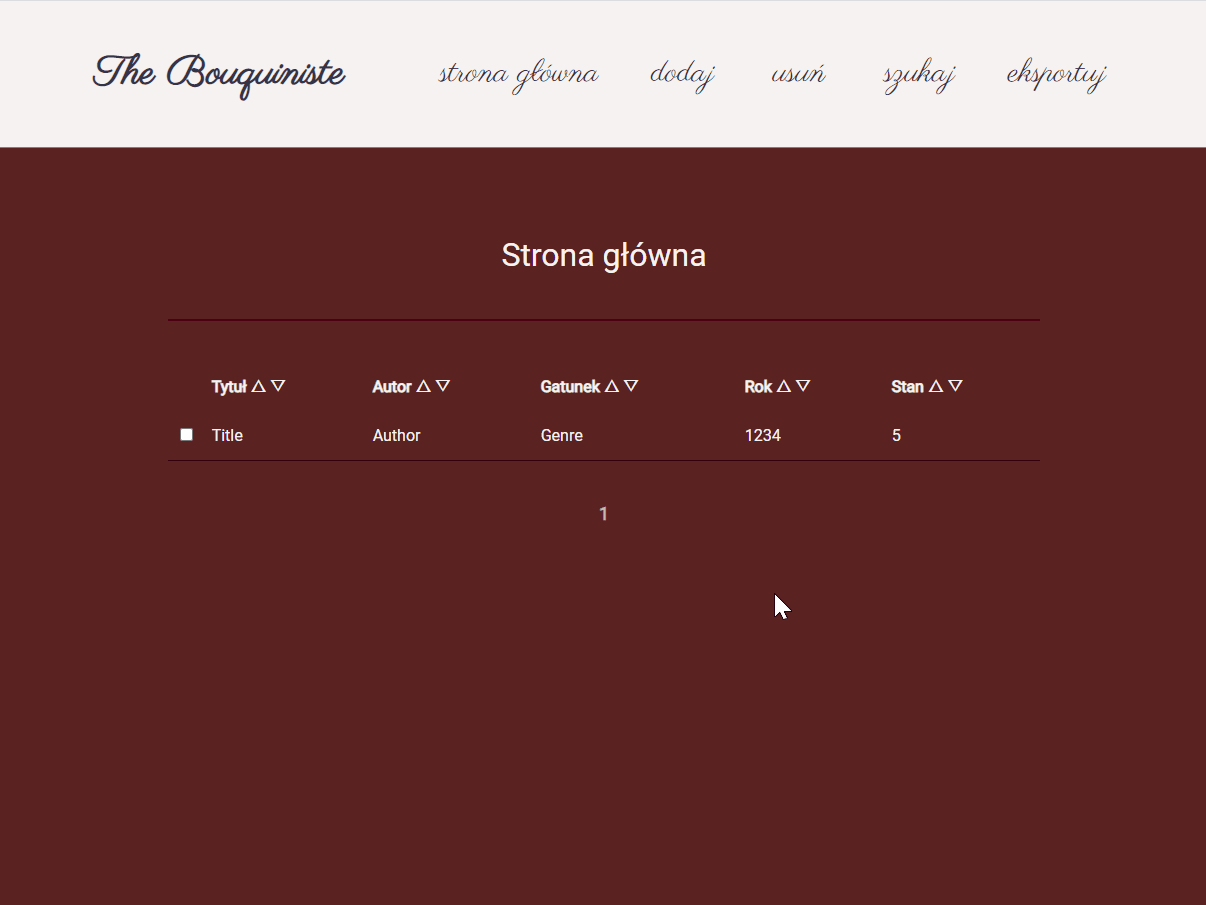 The Bouquiniste strona główna dodaj usuń szukaj eksportuj
Strona główna
Tytuł △ ▽ Autor △ ▽ Gatunek △ ▽ Rok △ ▽ Stan △ ▽
Title Author Genre 1234 5
1